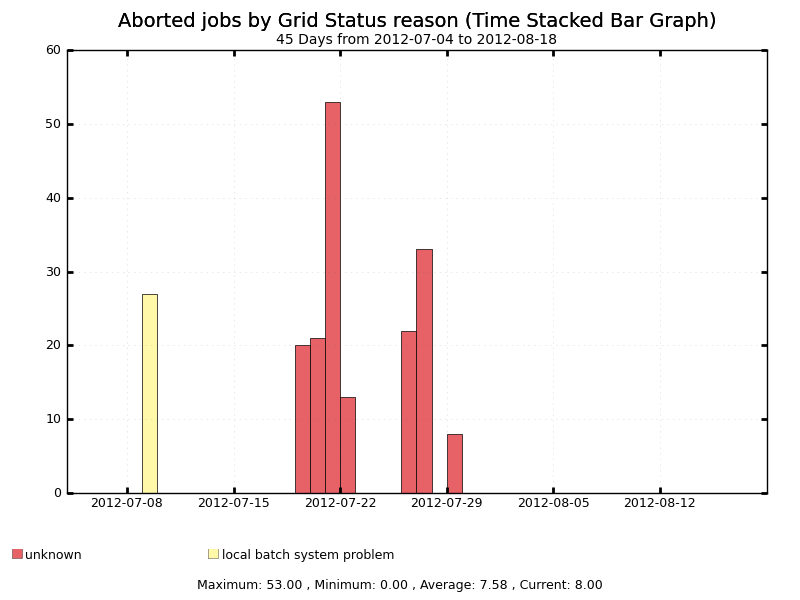 Aborted jobs by Grid Status reason (Time Stacked Bar Graph)
45 Days from 2012-07-04 to 2012-08-18
60
50
40
30
20
10
0
2012-07-08 2012-07-15 2012-07-22 2012-07-29 2012-08-05 2012-08-12
unknown local batch system problem
Maximum: 53.00 , Minimum: 0.00 , Average: 7.58 , Current: 8.00